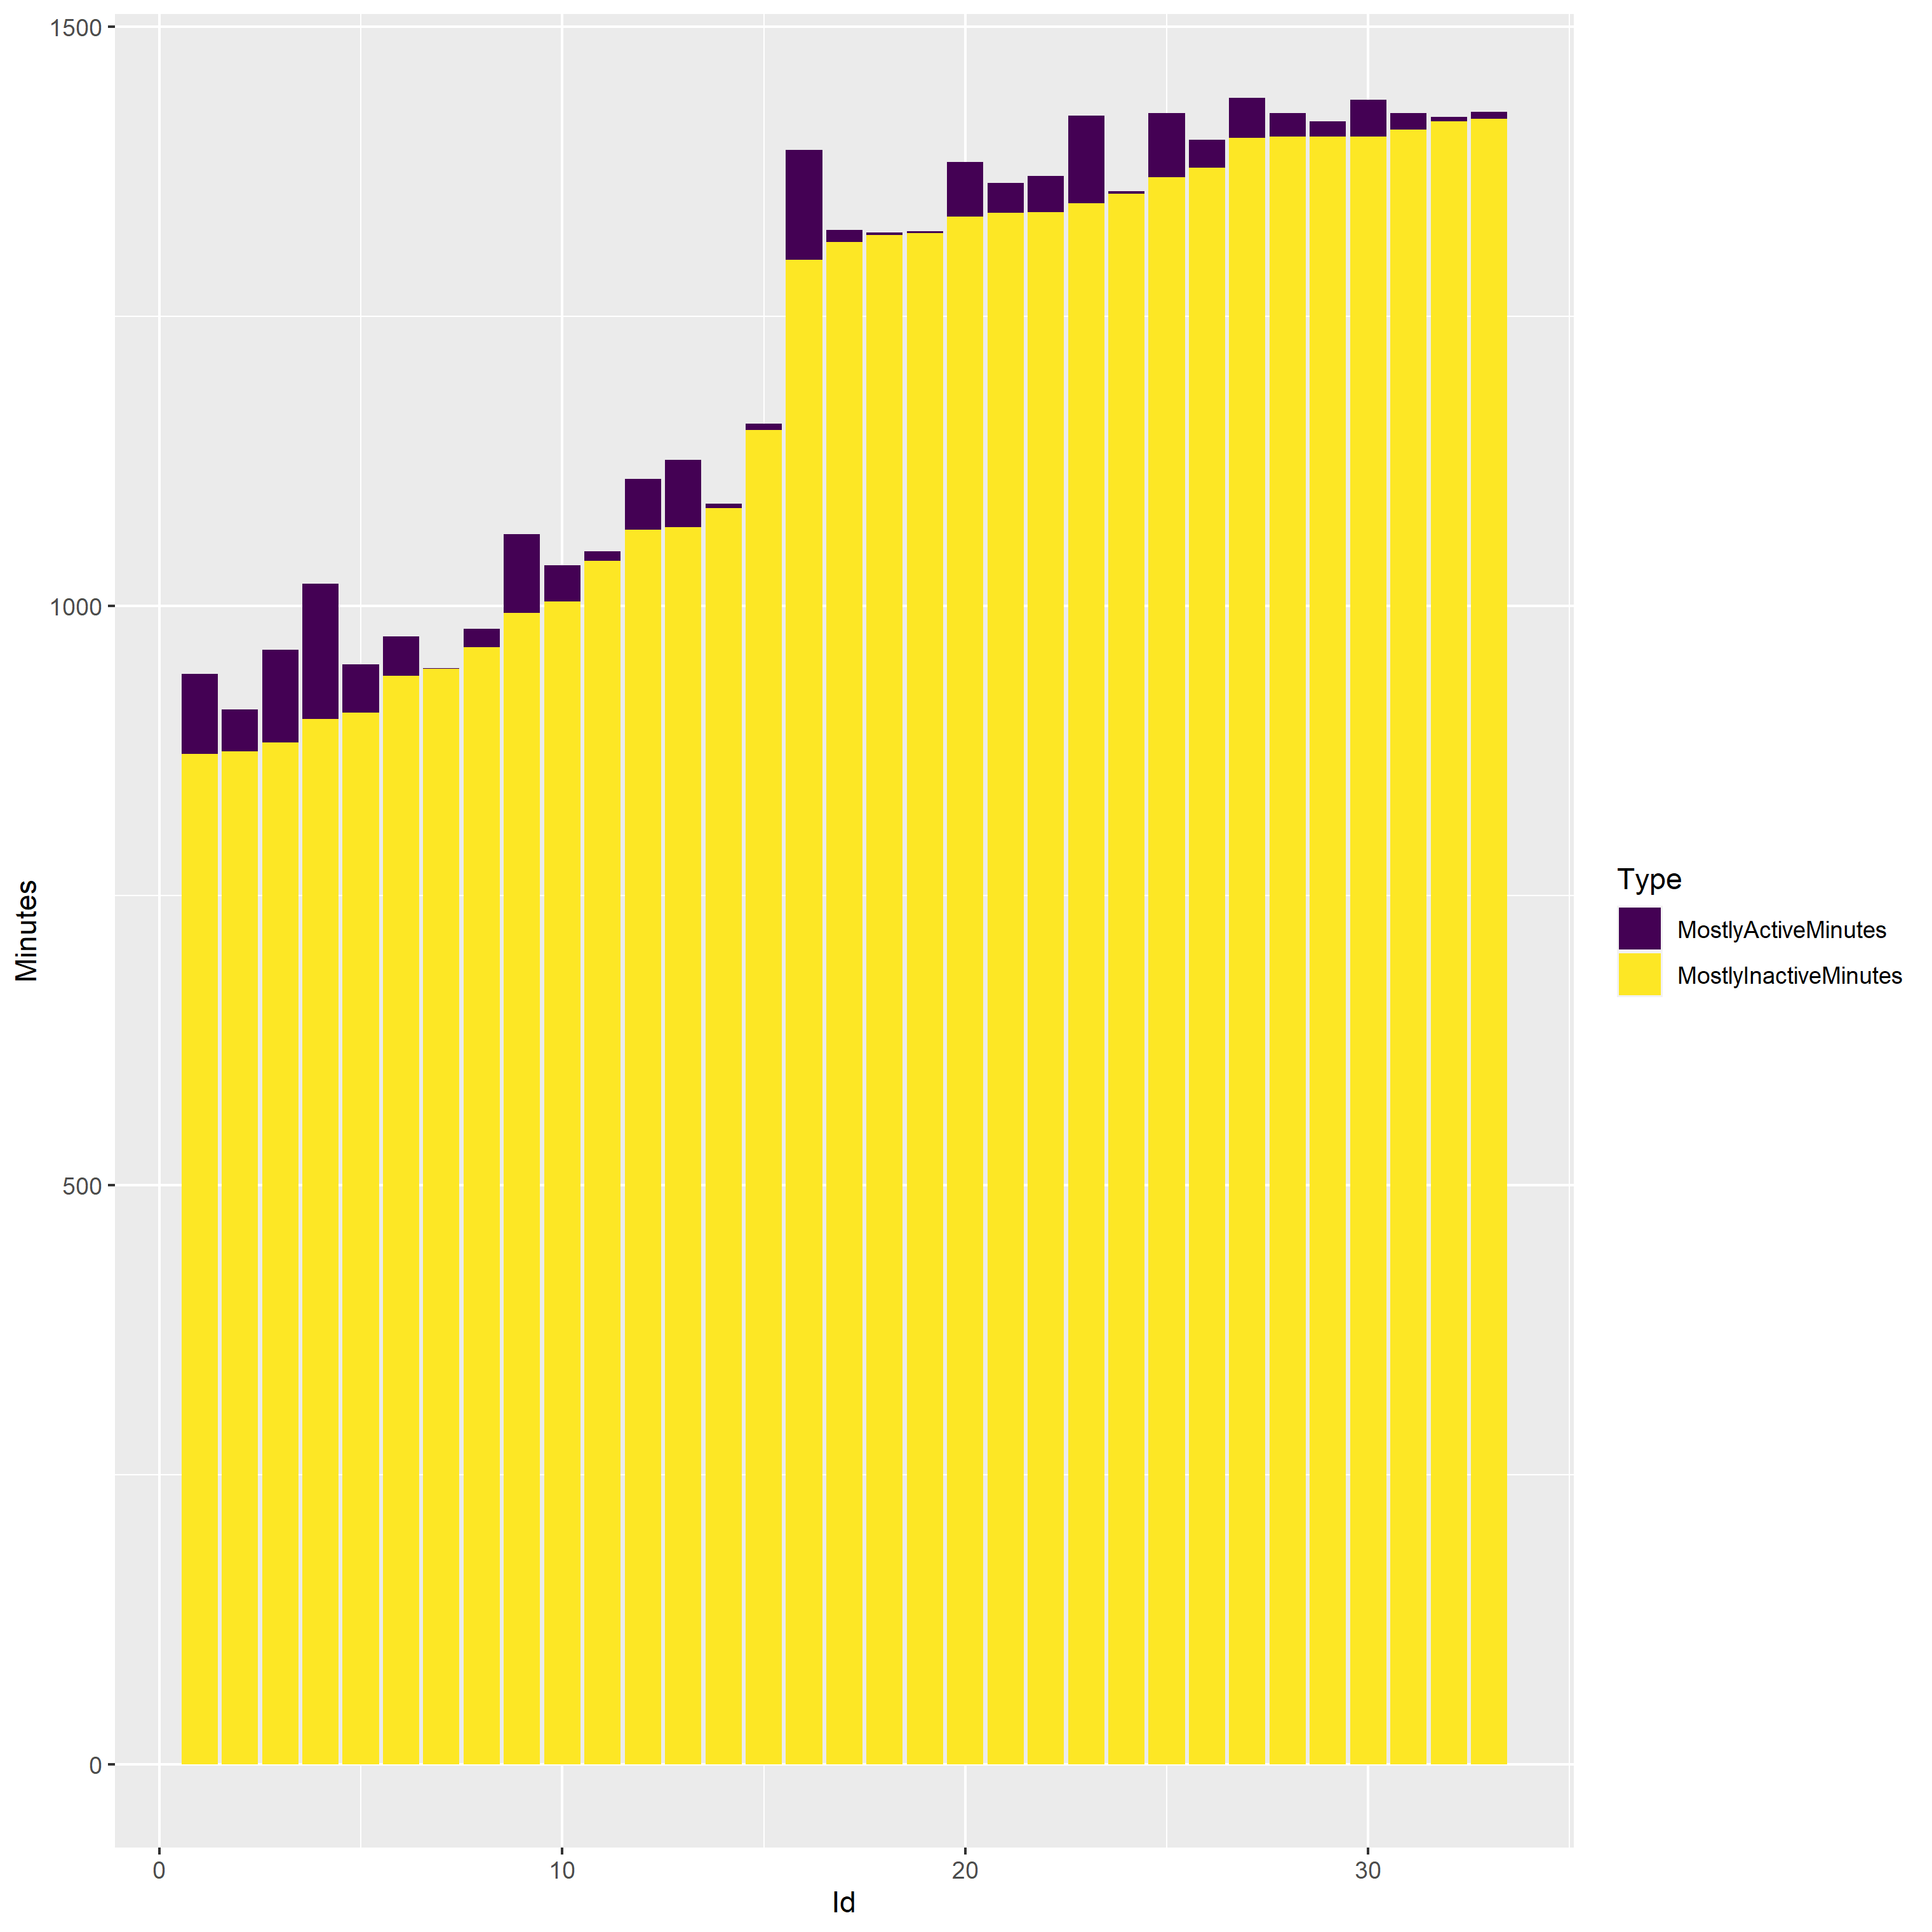 1500
1000
500
0
Minutes
0 10 20 30
Id
Type
MostlyActiveMinutes
MostlyInactiveMinutes